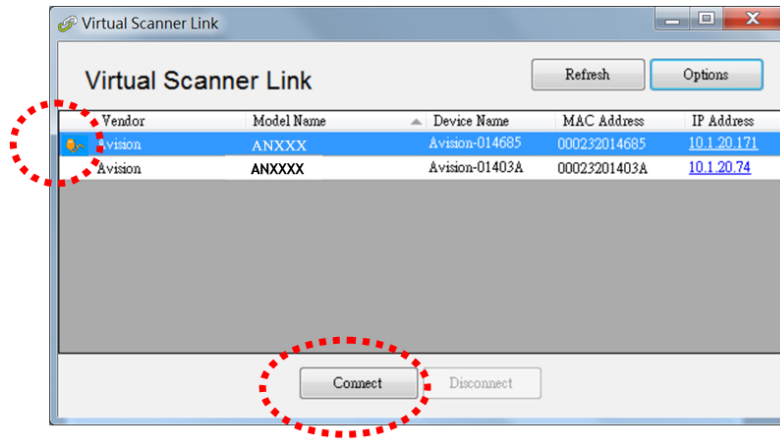 Virtual Scanner Link
Virtual Scanner Link Refresh Options
Vendor Model Name Device Name MAC Address IP Address
Avision ANXXX Avision-014685 000232014685 10.1.20.171
Avision ANXXXX Avision-01403A 00023201403A 10.1.20.74
Connect Disconnect